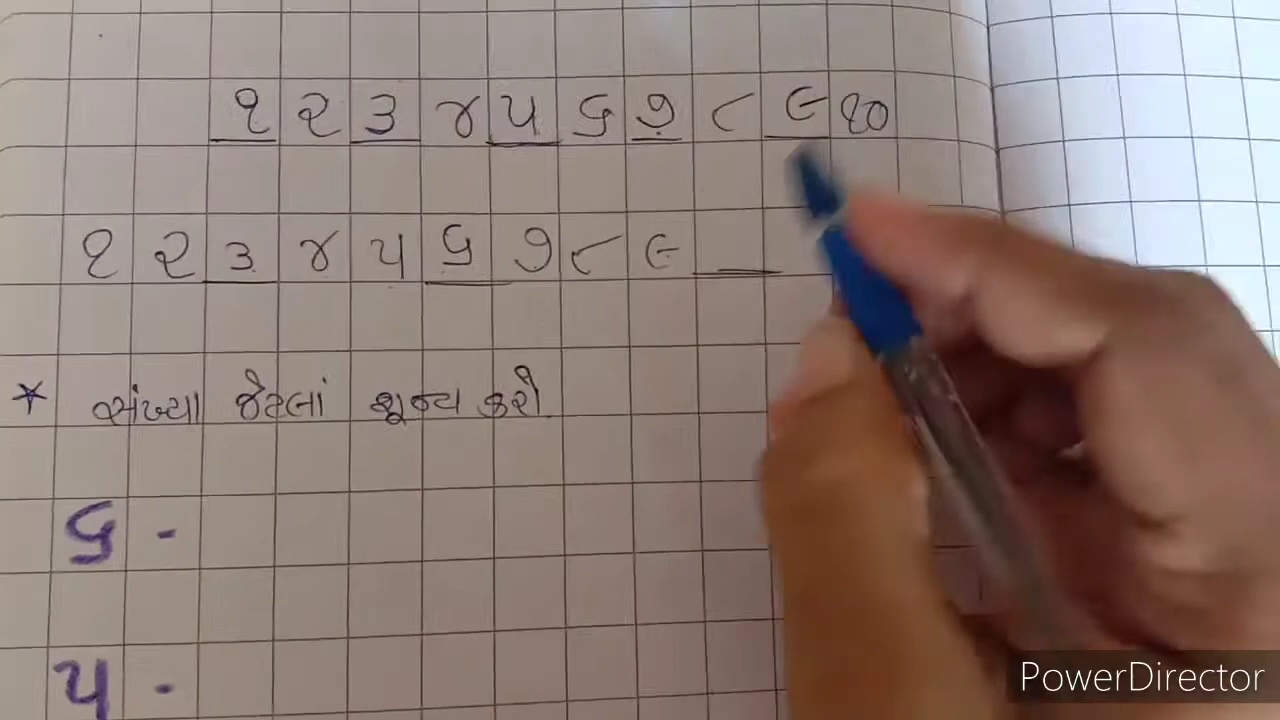 ૧ ૨ ૩ ૪ ૫ ૬ ૭ ૮ ૯ ૧૦
૧ ૨ ૩ ૪ ૫ ૬ ૭ ૮ ૯ __
* સંખ્યા જેટલાં શૂન્ય કરો.
૬ -
૫ -
PowerDirector